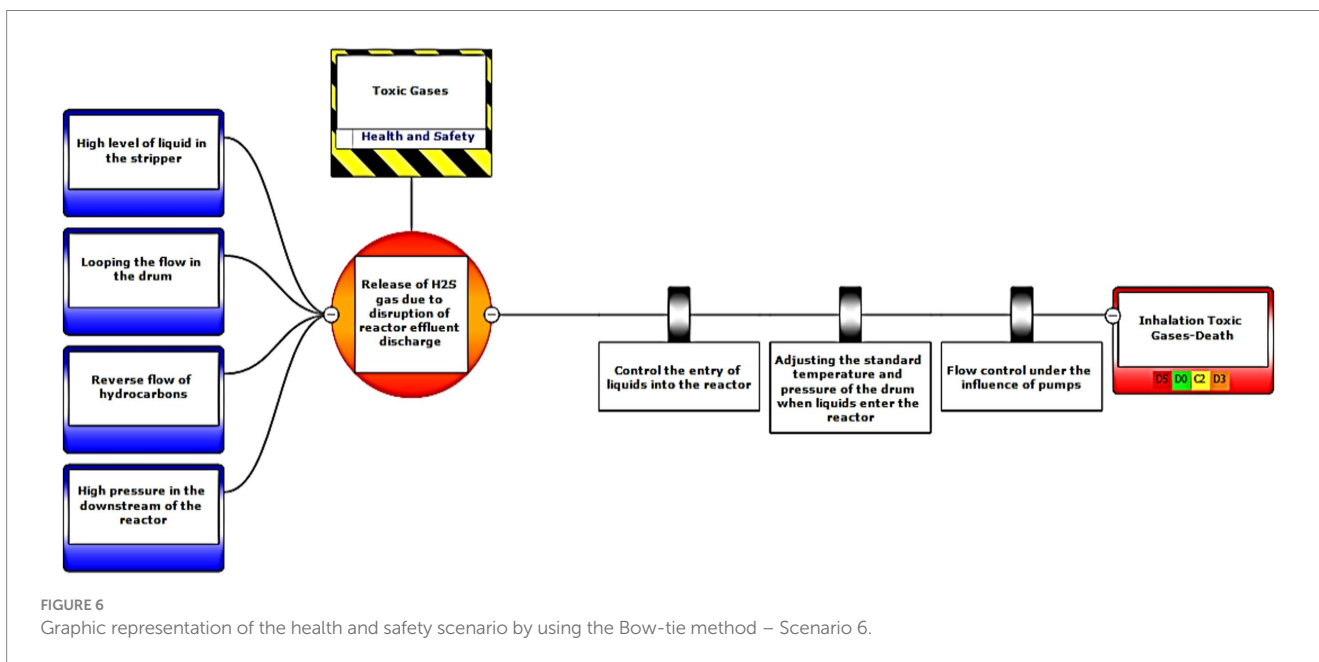 Toxic Gases
Health and Safety
High level of liquid in
the stripper
Looping the flow in
the drum
Reverse flow of
hydrocarbons
High pressure in the
downstream of the
reactor
Release of H2S
gas due to
disruption of
reactor effluent
discharge
Control the entry of
liquids into the reactor
Adjusting the standard
temperature and
pressure of the drum
when liquids enter the
reactor
Flow control under the
influence of pumps
Inhalation Toxic
Gases-Death
D5 D0 C2 D3
FIGURE 6
Graphic representation of the health and safety scenario by using the Bow-tie method – Scenario 6.